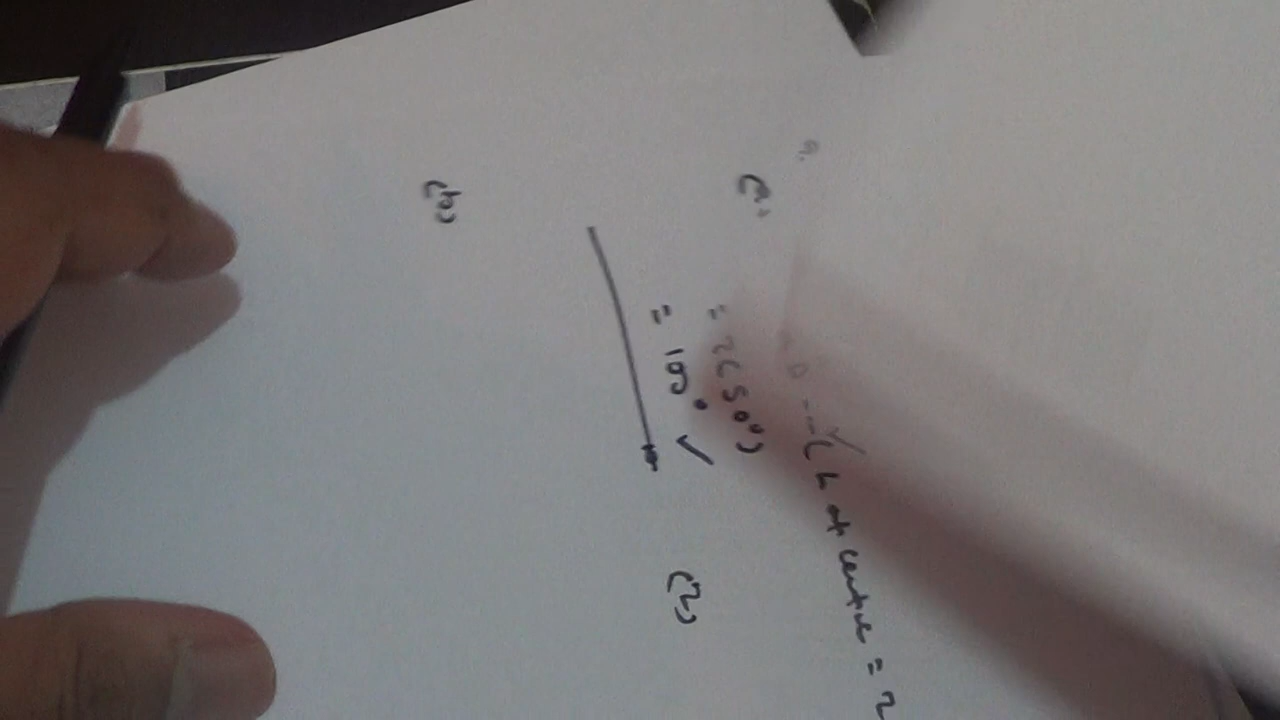 (a)
(∠ at centre = 2
= 2(50°)
= 100° ✓ (2)
(b)